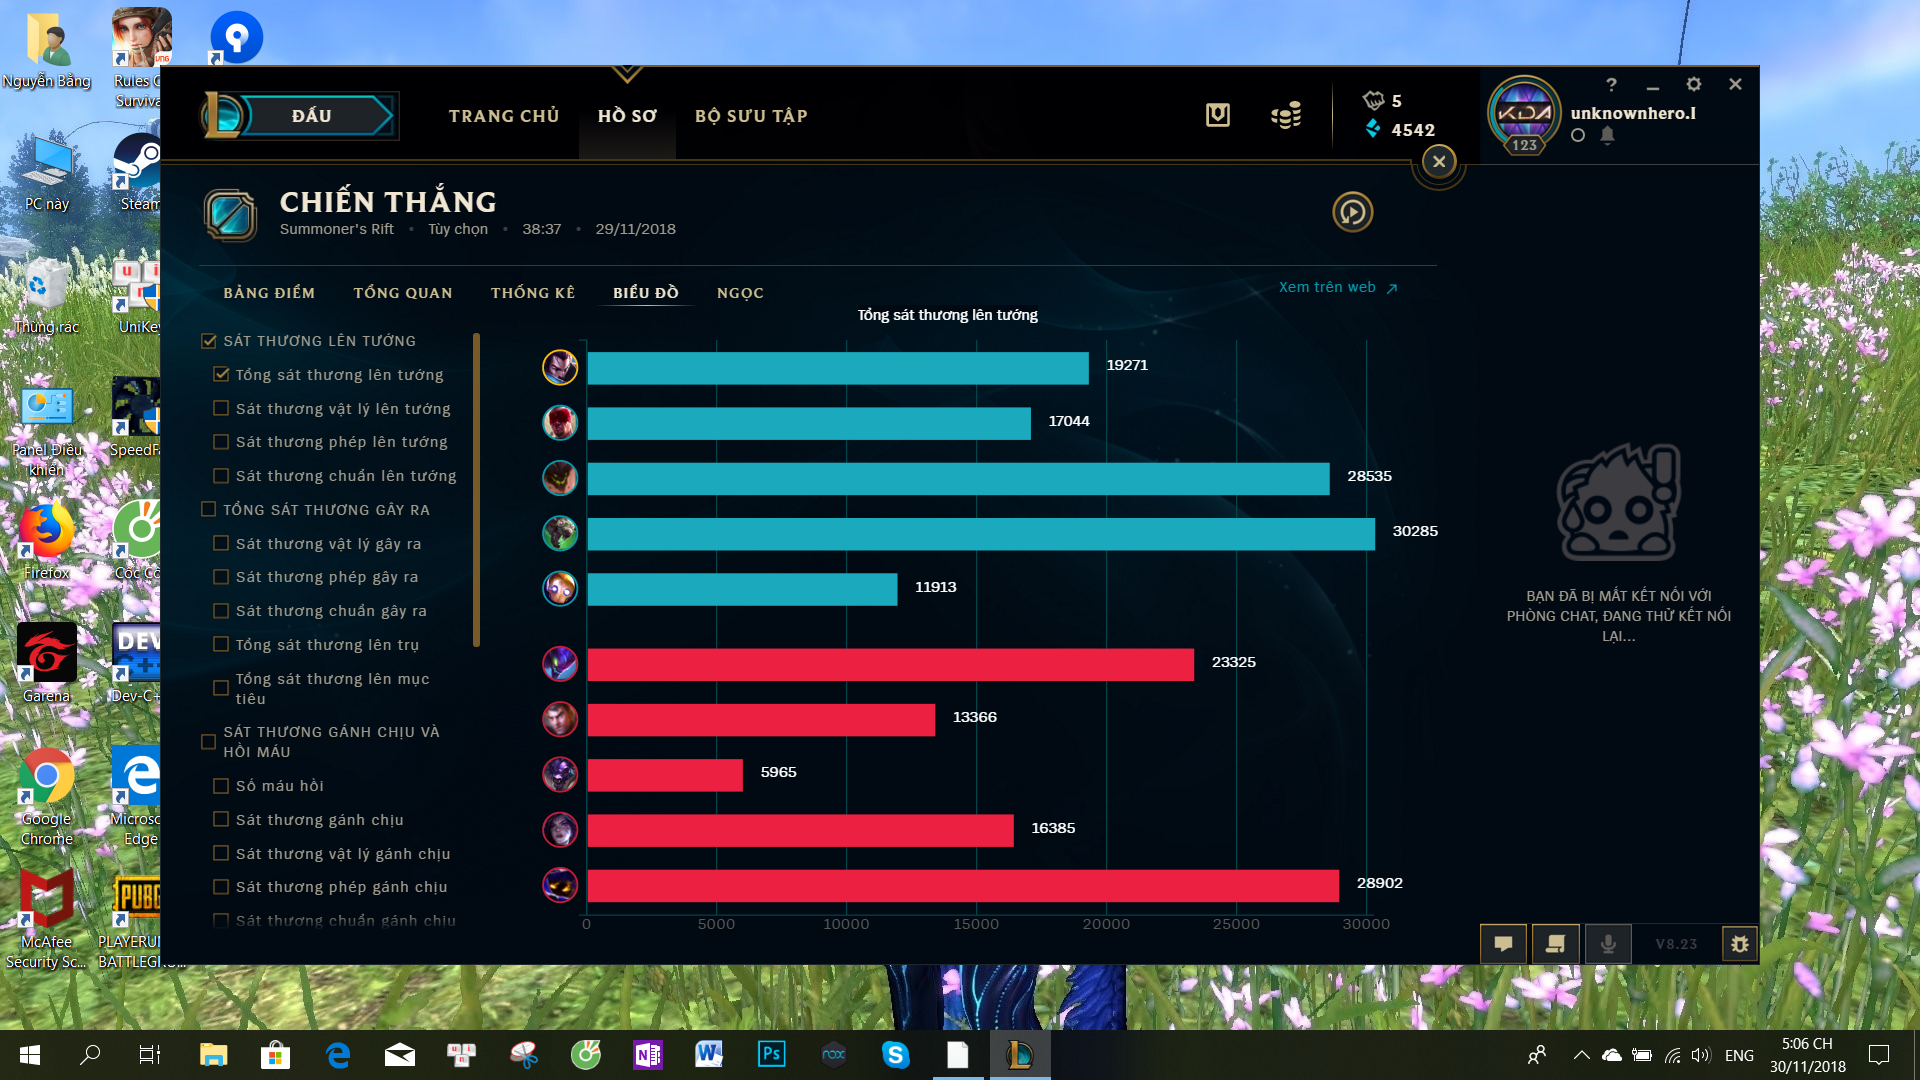 Nguyễn Bằng
Rules O
Surviva
PC này
Steam
Thùng rác
UniKey
Panel Điều
khiển
SpeedFa
Firefox
Cốc Cố
Garena
Dev-C+
Google
Chrome
Microso
Edge
McAfee
Security Sc...
PLAYERUN
BATTLEGRO...
ĐẤU
TRANG CHỦ
HỒ SƠ
BỘ SƯU TẬP
5
4542
?
KDA
123
unknownhero.I
CHIẾN THẮNG
Summoner's Rift • Tùy chọn • 38:37 • 29/11/2018
BẢNG ĐIỂM
TỔNG QUAN
THỐNG KÊ
BIỂU ĐỒ
NGỌC
Xem trên web
SÁT THƯƠNG LÊN TƯỚNG
Tổng sát thương lên tướng
Sát thương vật lý lên tướng
Sát thương phép lên tướng
Sát thương chuẩn lên tướng
TỔNG SÁT THƯƠNG GÂY RA
Sát thương vật lý gây ra
Sát thương phép gây ra
Sát thương chuẩn gây ra
Tổng sát thương lên trụ
Tổng sát thương lên mục
tiêu
SÁT THƯƠNG GÁNH CHỊU VÀ
HỒI MÁU
Số máu hồi
Sát thương gánh chịu
Sát thương vật lý gánh chịu
Sát thương phép gánh chịu
Sát thương chuẩn gánh chịu
Tổng sát thương lên tướng
19271
17044
28535
30285
11913
23325
13366
5965
16385
28902
0 5000 10000 15000 20000 25000 30000
BẠN ĐÃ BỊ MẤT KẾT NỐI VỚI
PHÒNG CHAT, ĐANG THỬ KẾT NỐI
LẠI...
V8.23
ENG
5:06 CH
30/11/2018